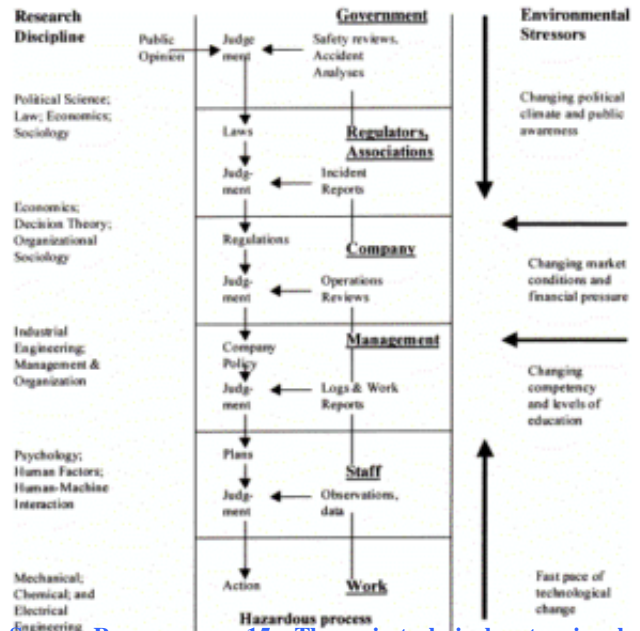 Research
Discipline
Political Science;
Law; Economics;
Sociology
Economics;
Decision Theory;
Organizational
Sociology
Industrial
Engineering;
Management &
Organization
Psychology;
Human Factors;
Human-Machine
Interaction
Mechanical;
Chemical; and
Electrical
Engineering
Public
Opinion
Government
Judge
ment
Safety reviews,
Accident
Analyses
Laws
Regulators,
Associations
Judg-
ment
Incident
Reports
Regulations
Company
Judg-
ment
Operations
Reviews
Company
Policy
Management
Judg-
ment
Logs & Work
Reports
Plans
Staff
Judg-
ment
Observations,
data
Action
Work
Hazardous process
Environmental
Stressors
Changing political
climate and public
awareness
Changing market
conditions and
financial pressure
Changing
competency
and levels of
education
Fast pace of
technological
change